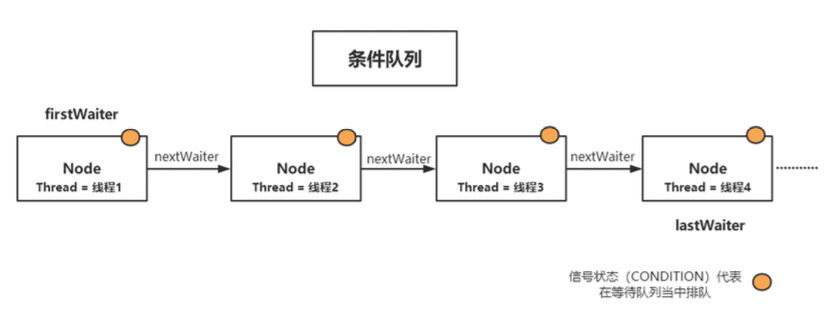 条件队列
firstWaiter
Node
Thread = 线程1
nextWaiter
Node
Thread = 线程2
nextWaiter
Node
Thread = 线程3
nextWaiter
Node
Thread = 线程4
lastWaiter
信号状态（CONDITION）代表
在等待队列当中排队